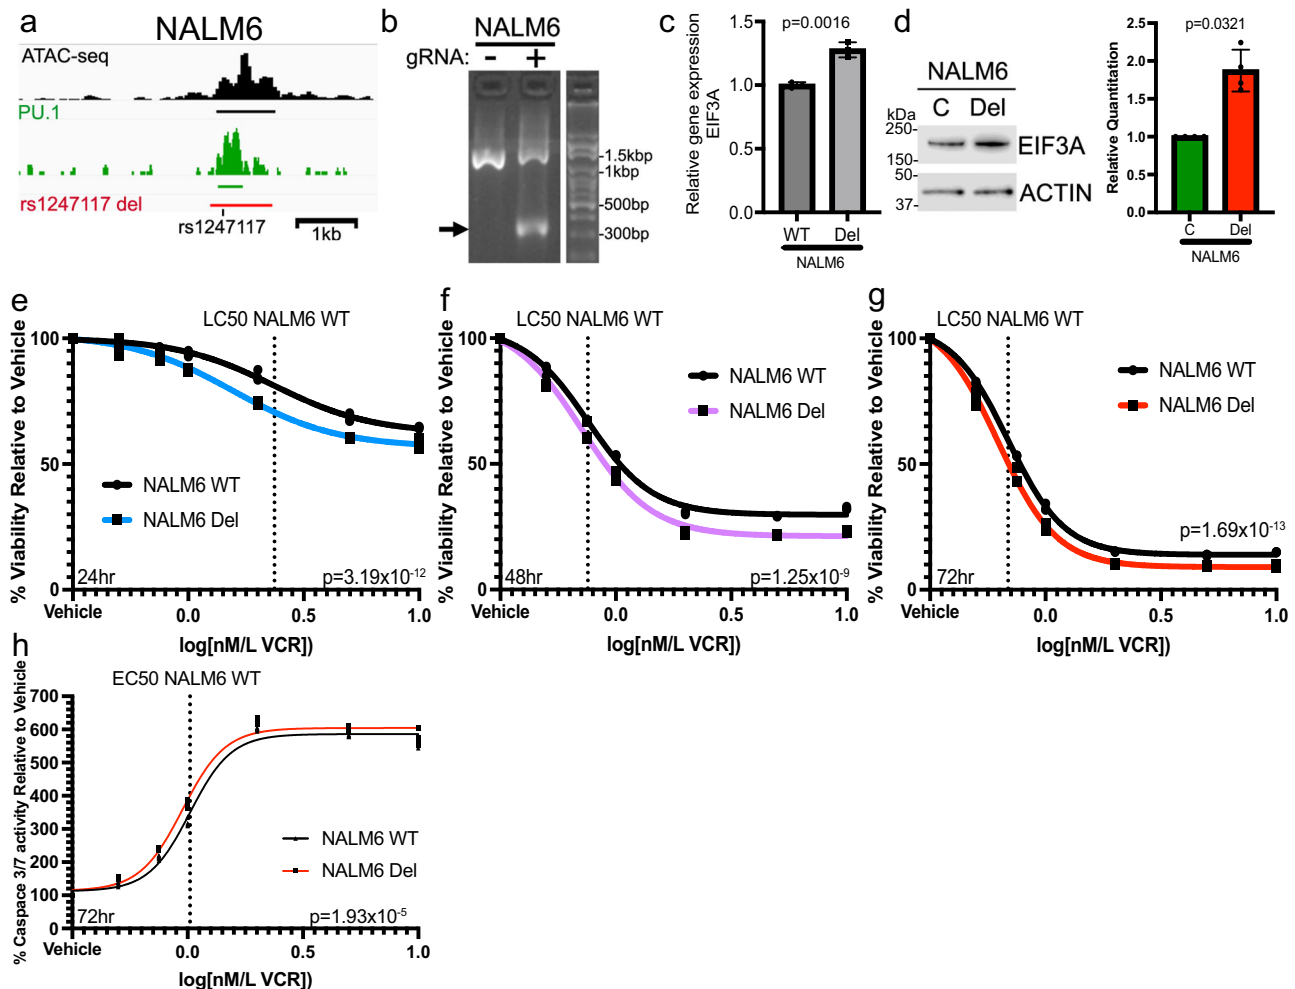 a
NALM6
ATAC-seq
PU.1
rs1247117 del
rs1247117
1kb
b
NALM6
gRNA: - +
-1.5kbp
-1kbp
-500bp
-300bp
c
p=0.0016
Relative gene expression
EIF3A
1.5
1.0
0.5
0.0
WT Del
NALM6
d
NALM6
C Del
kDa
250-
150-
EIF3A
50-
37-
ACTIN
p=0.0321
Relative Quantitation
2.5
2.0
1.5
1.0
0.5
0.0
C Del
NALM6
e
LC50 NALM6 WT
% Viability Relative to Vehicle
100
50
0
NALM6 WT
NALM6 Del
24hr
p=3.19x10-12
Vehicle 0.0 0.5 1.0
log[nM/L VCR])
f
LC50 NALM6 WT
% Viability Relative to Vehicle
100
50
0
NALM6 WT
NALM6 Del
48hr
p=1.25x10-9
Vehicle 0.0 0.5 1.0
log[nM/L VCR])
g
LC50 NALM6 WT
% Viability Relative to Vehicle
100
50
0
NALM6 WT
NALM6 Del
p=1.69x10-13
72hr
Vehicle 0.0 0.5 1.0
log[nM/L VCR])
h
EC50 NALM6 WT
% Caspace 3/7 activity Relative to Vehicle
700
600
500
400
300
200
100
0
NALM6 WT
NALM6 Del
72hr
p=1.93x10-5
Vehicle 0.0 0.5 1.0
log[nM/L VCR])